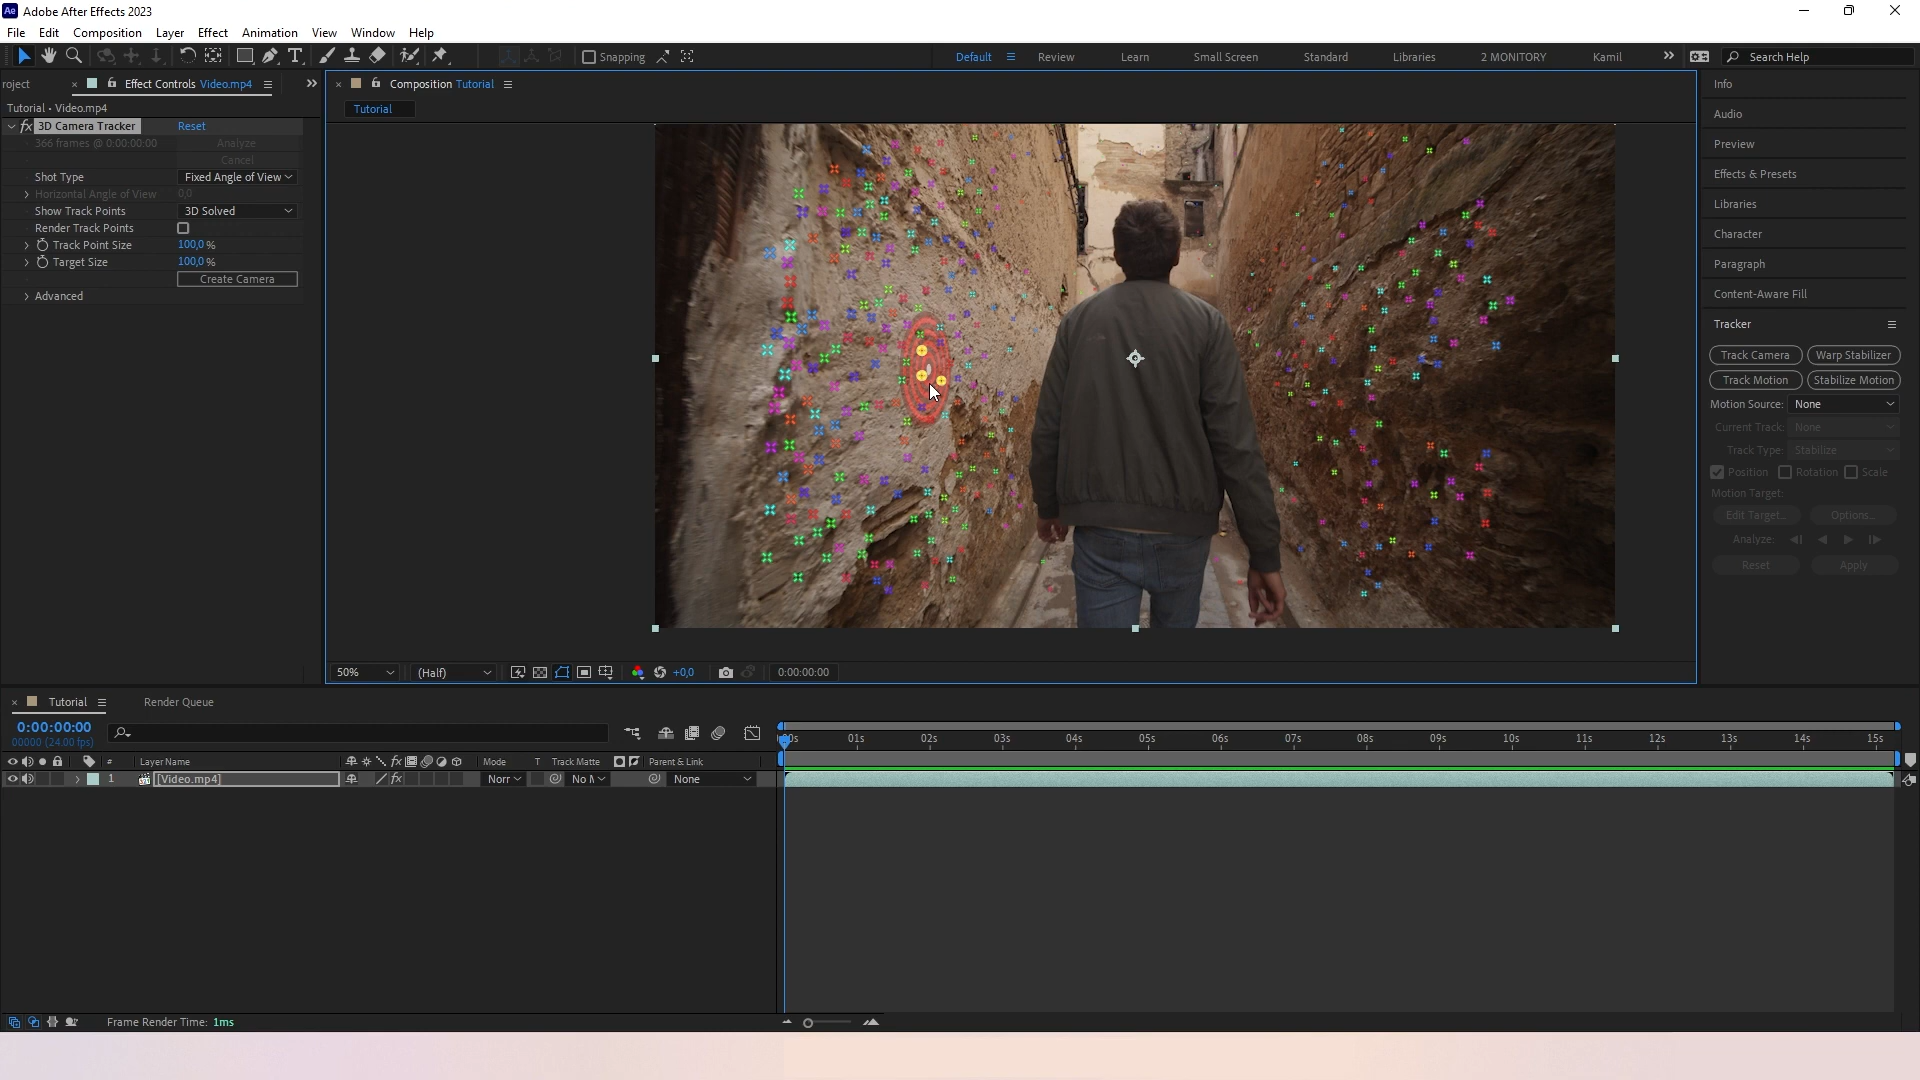 Ae Adobe After Effects 2023
File Edit Composition Layer Effect Animation View Window Help
Snapping Default Review Learn Small Screen Standard Libraries 2 MONITORY Kamil Search Help
roject Effect Controls Video.mp4
Tutorial • Video.mp4
fx 3D Camera Tracker Reset
366 frames @ 0:00:00:00 Analyze
Cancel
Shot Type Fixed Angle of View
Horizontal Angle of View 0,0
Show Track Points 3D Solved
Render Track Points
Track Point Size 100,0 %
Target Size 100,0 %
Create Camera
Advanced
Composition Tutorial
Tutorial
50% (Half) +0,0 0:00:00:00
Info
Audio
Preview
Effects & Presets
Libraries
Character
Paragraph
Content-Aware Fill
Tracker
Track Camera Warp Stabilizer
Track Motion Stabilize Motion
Motion Source: None
Current Track: None
Track Type: Stabilize
Position Rotation Scale
Motion Target:
Edit Target... Options...
Analyze:
Reset Apply
Tutorial Render Queue
0:00:00:00
00000 (24.00 fps)
# Layer Name fx Mode T Track Matte Parent & Link
1 [Video.mp4] fx Norr No M None
01s 02s 03s 04s 05s 06s 07s 08s 09s 10s 11s 12s 13s 14s 15s
Frame Render Time: 1ms